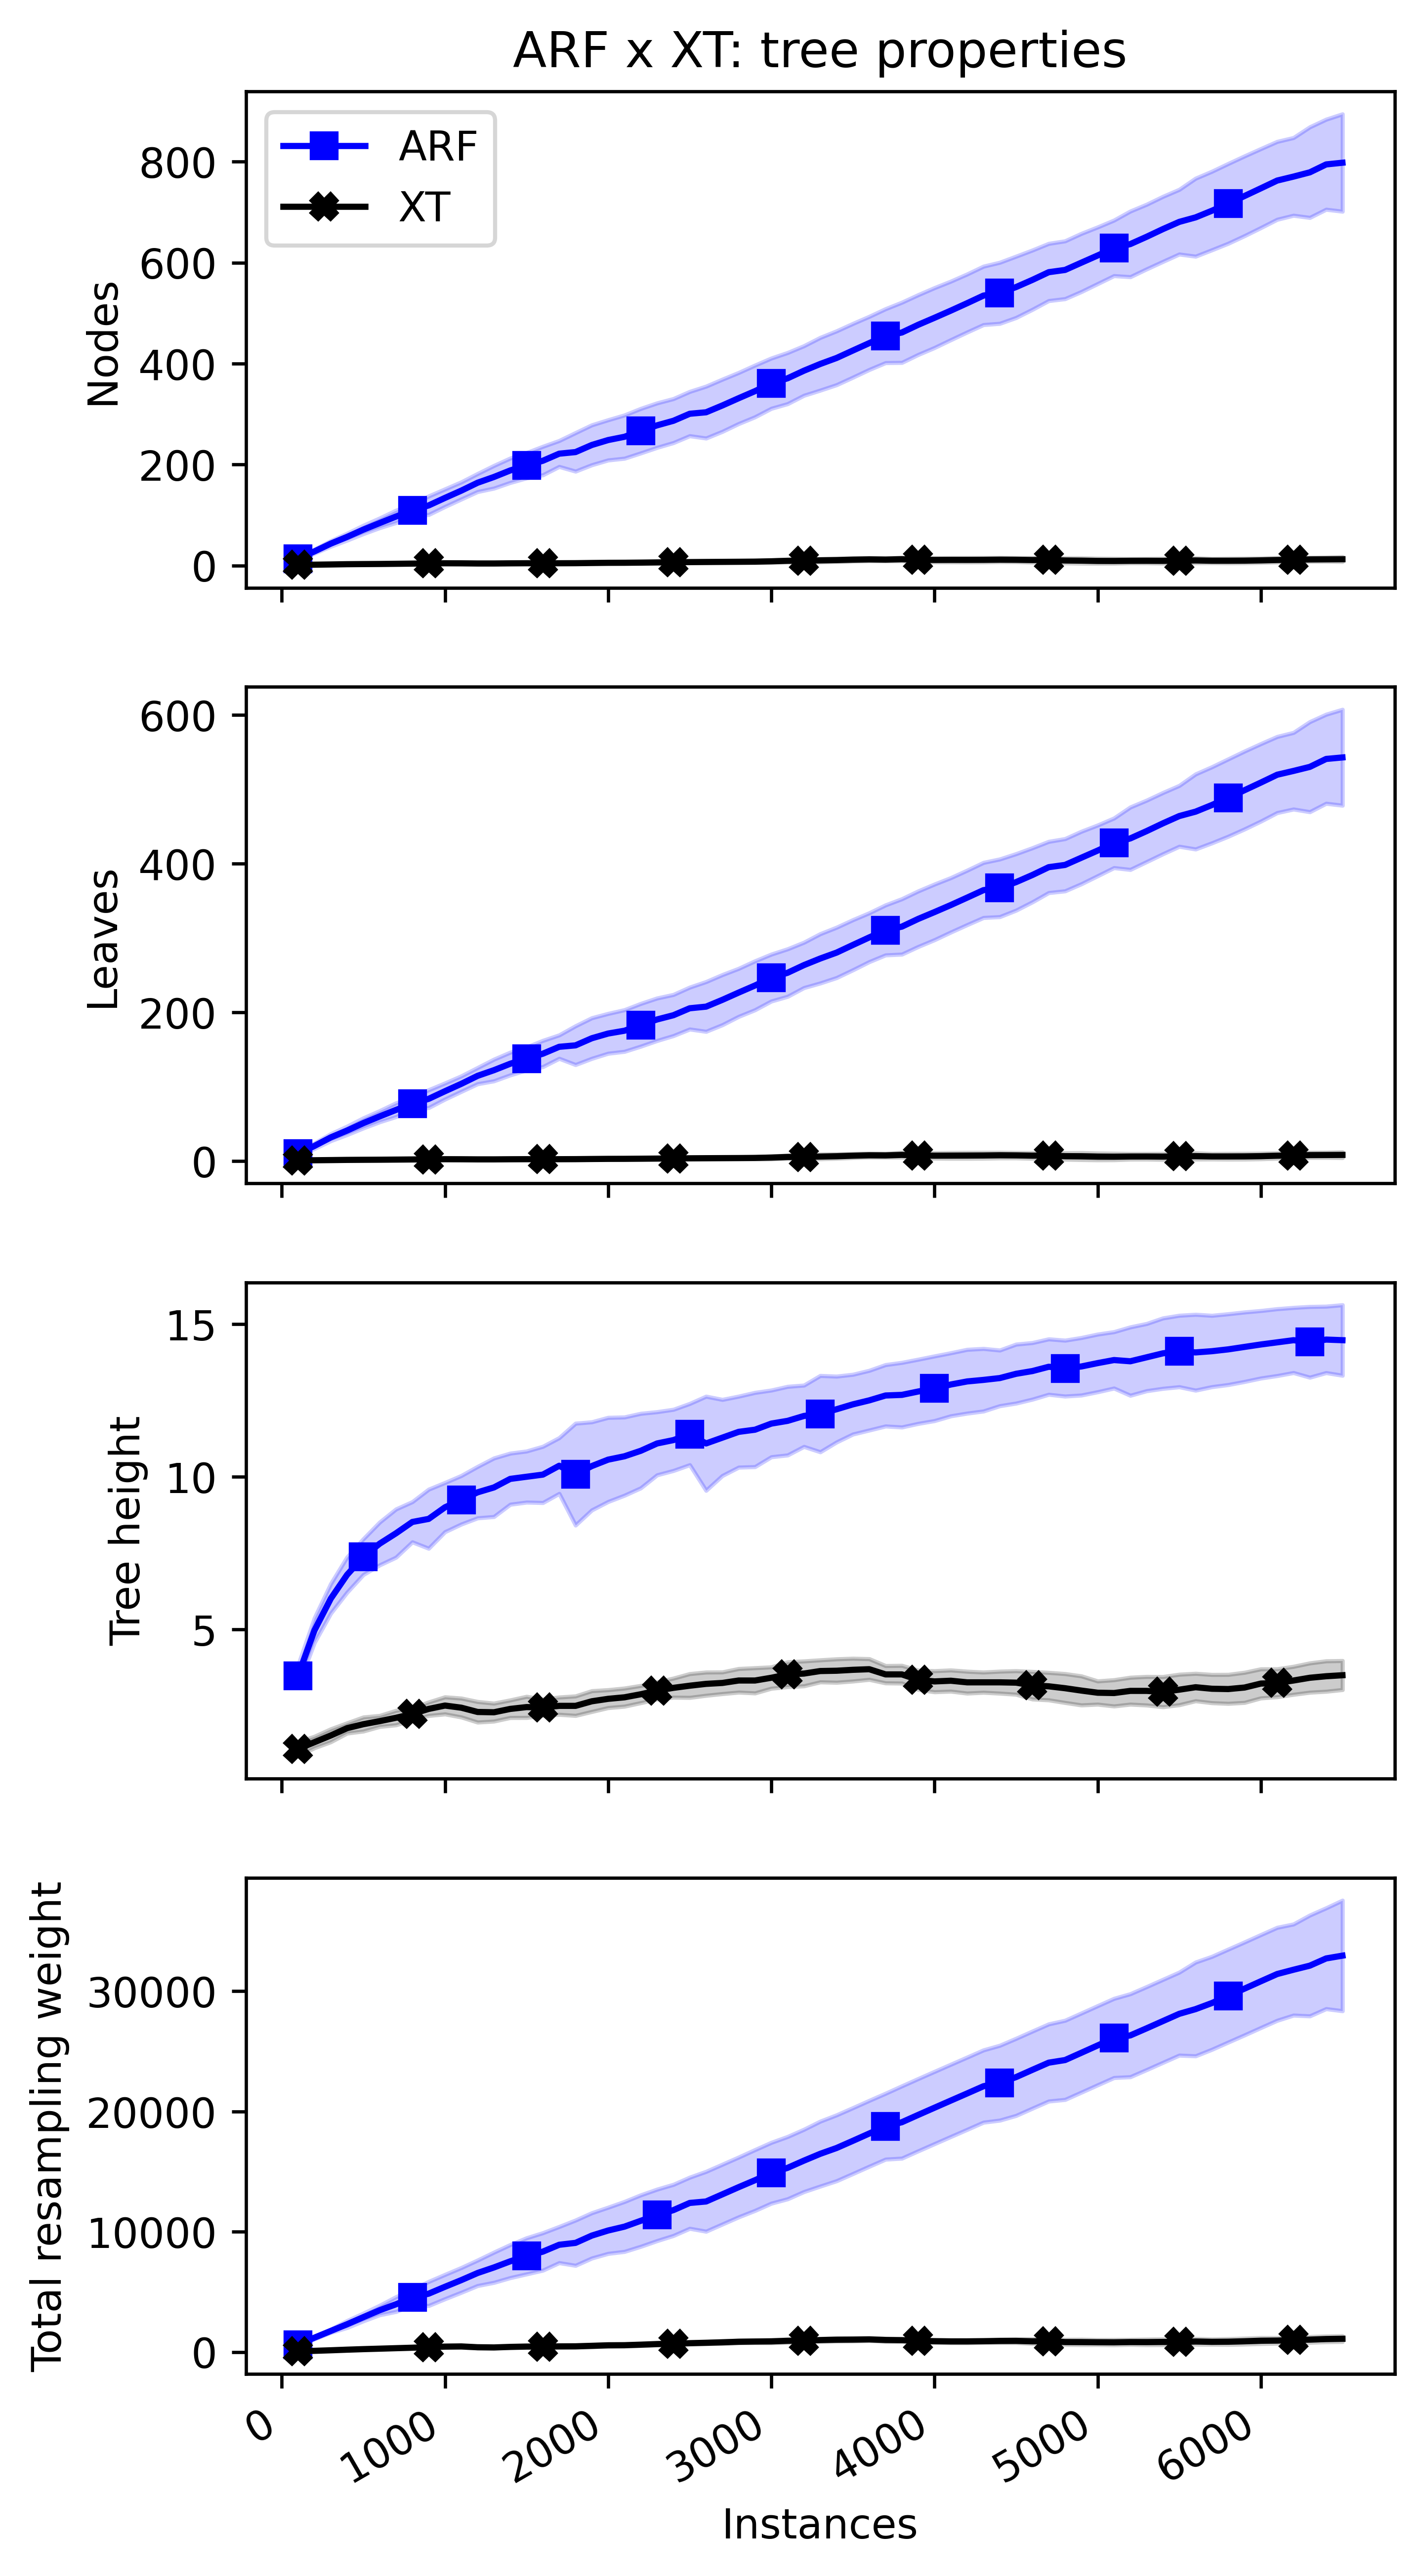 ARF x XT: tree properties
ARF
XT
800
600
400
200
0
Nodes
600
400
200
0
Leaves
15
10
5
Tree height
30000
20000
10000
0
Total resampling weight
0 1000 2000 3000 4000 5000 6000
Instances